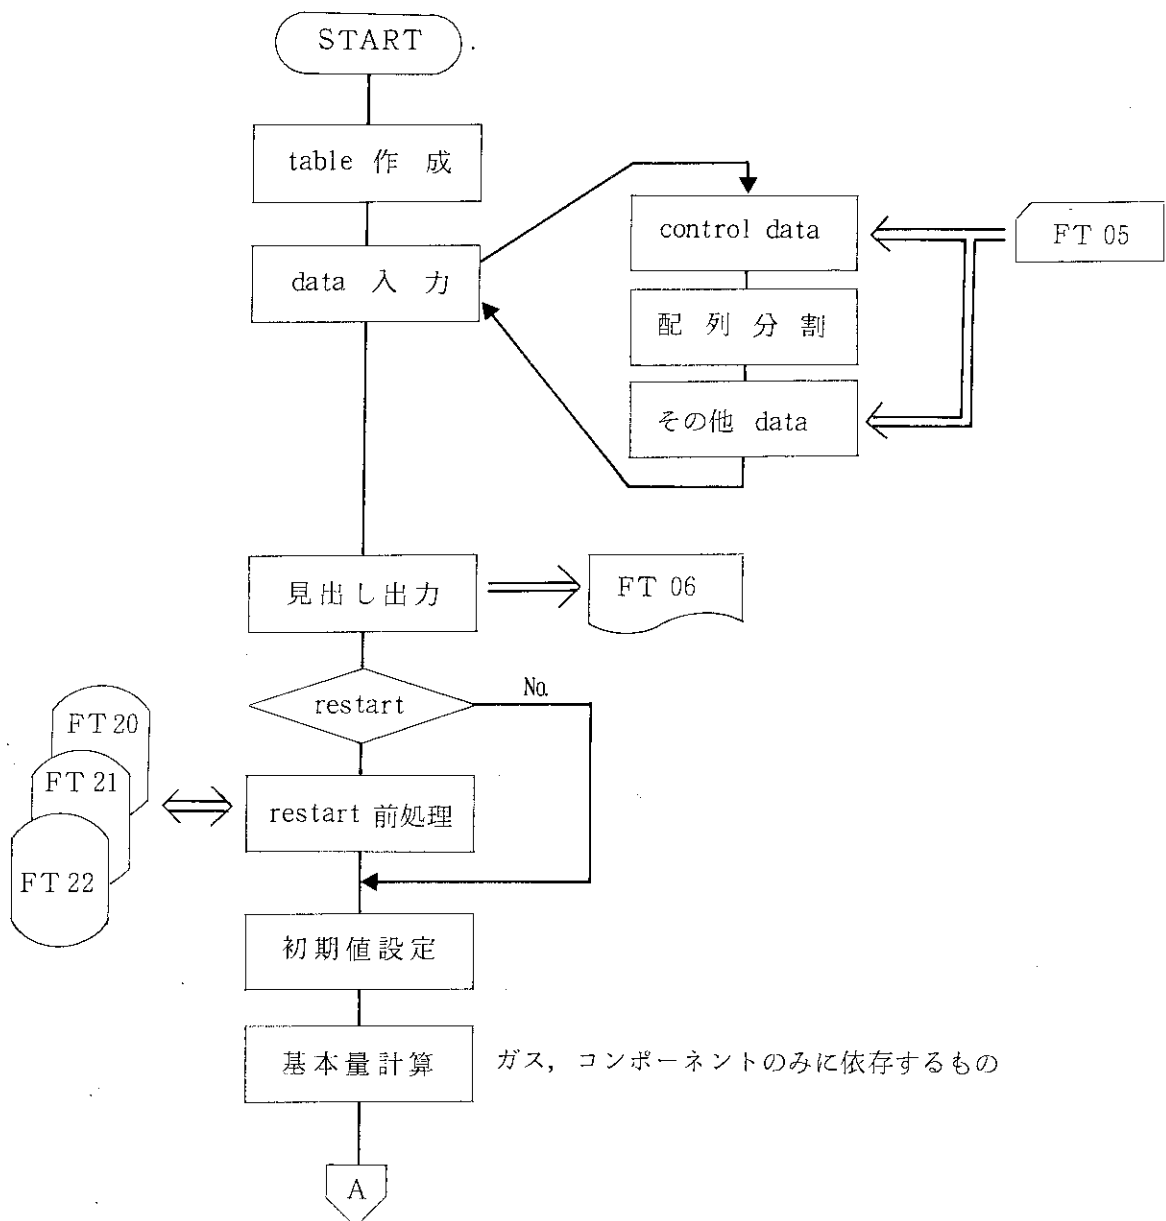 START
table 作成
control data
FT 05
data 入力
配列分割
その他 data
見出し出力
FT 06
No.
restart
FT 20
FT 21
restart 前処理
FT 22
初期値設定
基本量計算
ガス，コンポーネントのみに依存するもの
A